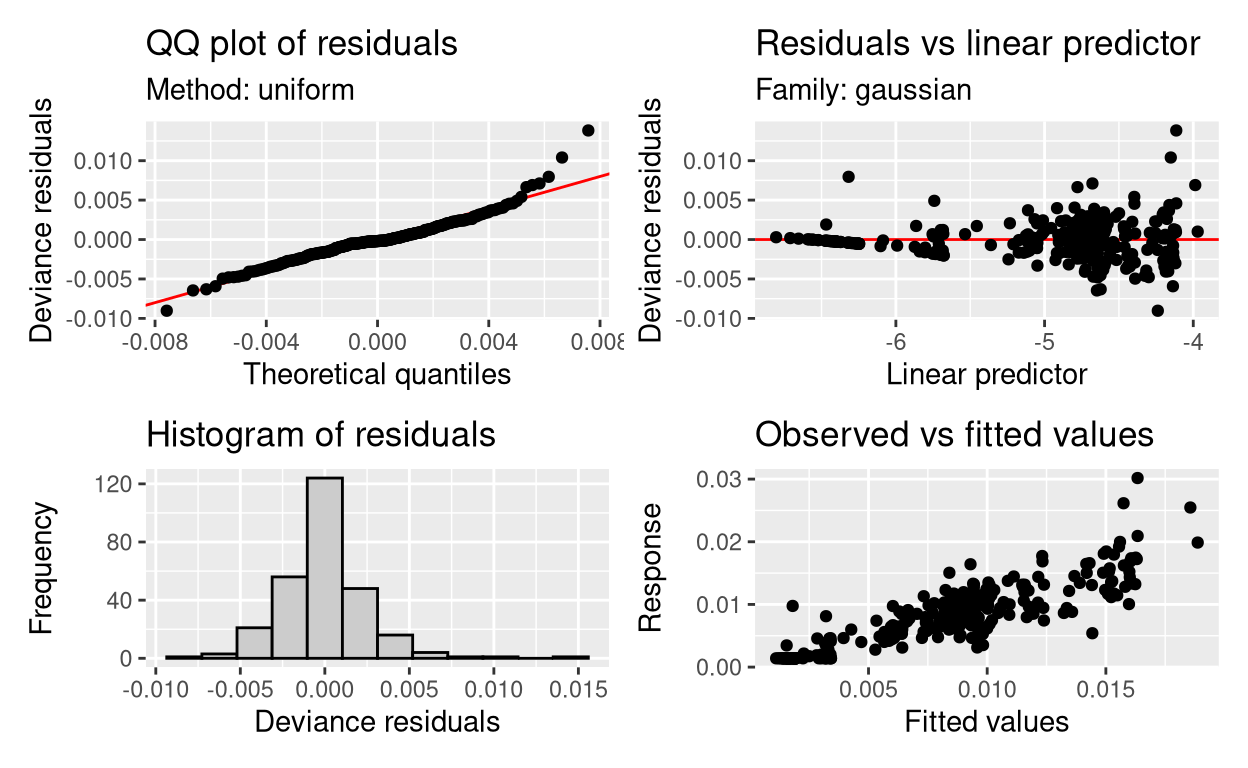 QQ plot of residuals
Method: uniform
Deviance residuals
0.010
0.005
0.000
-0.005
-0.010
-0.008 -0.004 0.000 0.004 0.008
Theoretical quantiles
Residuals vs linear predictor
Family: gaussian
Deviance residuals
0.010
0.005
0.000
-0.005
-0.010
-6 -5 -4
Linear predictor
Histogram of residuals
Frequency
120
80
40
0
-0.010 -0.005 0.000 0.005 0.010 0.015
Deviance residuals
Observed vs fitted values
Response
0.03
0.02
0.01
0.00
0.005 0.010 0.015
Fitted values